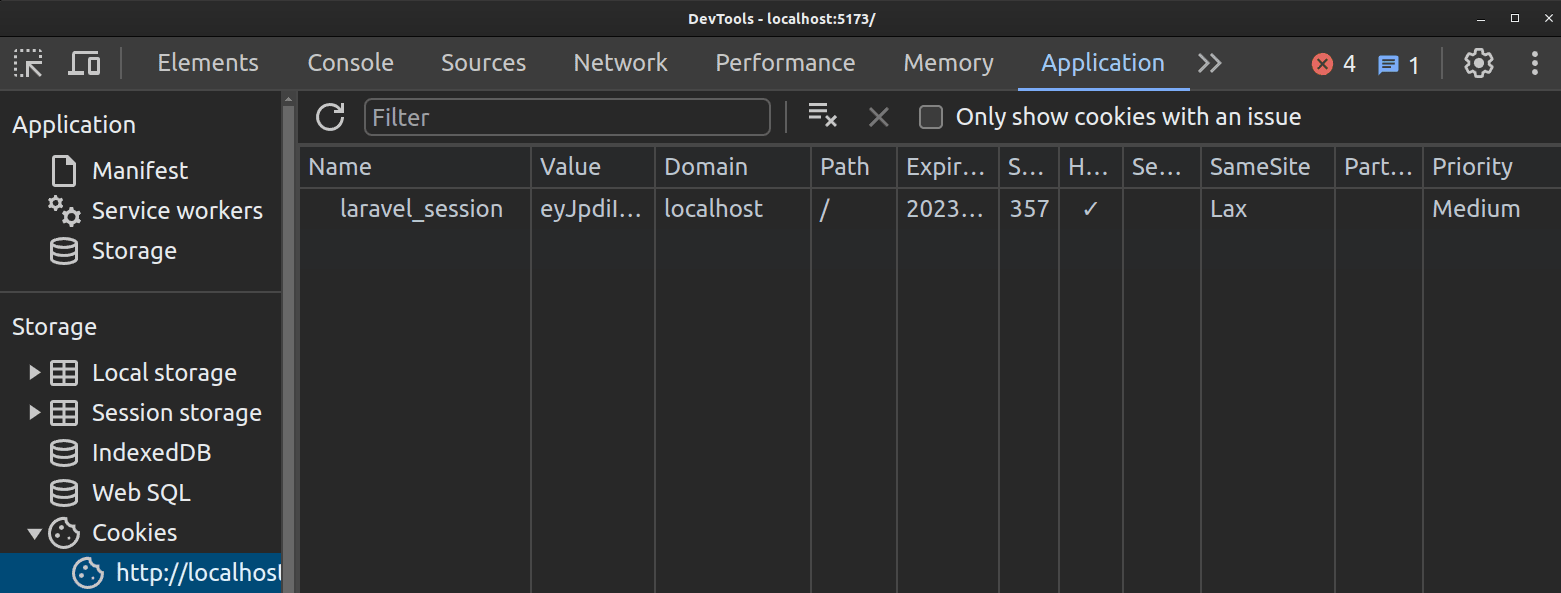 DevTools - localhost:5173/
Elements Console Sources Network Performance Memory Application 4 1
Application
Manifest
Service workers
Storage
Storage
Local storage
Session storage
IndexedDB
Web SQL
Cookies
http://localhost
Filter Only show cookies with an issue
Name Value Domain Path Expir... S... H... Se... SameSite Part... Priority
laravel_session eyJpdiI... localhost / 2023... 357 ✓ Lax Medium